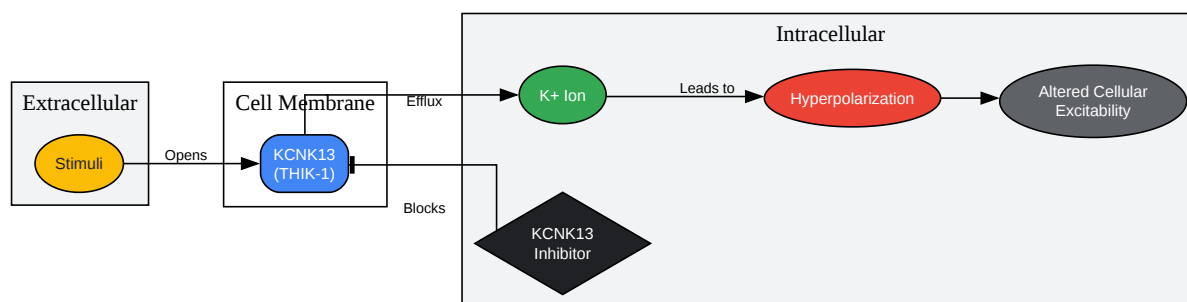 Extracellular
Stimuli
Opens
Cell Membrane
KCNK13
(THIK-1)
Efflux
Blocks
Intracellular
K+ Ion
Leads to
Hyperpolarization
Altered Cellular
Excitability
KCNK13
Inhibitor